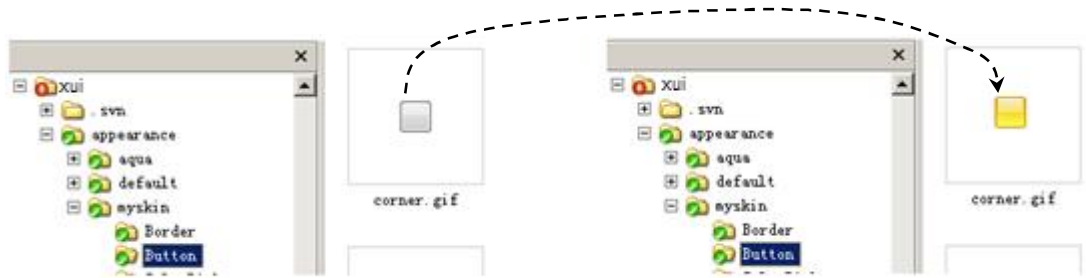 xui
.svn
appearance
aqua
default
myskin
Border
Button
corner.gif
xui
.svn
appearance
aqua
default
myskin
Border
Button
corner.gif